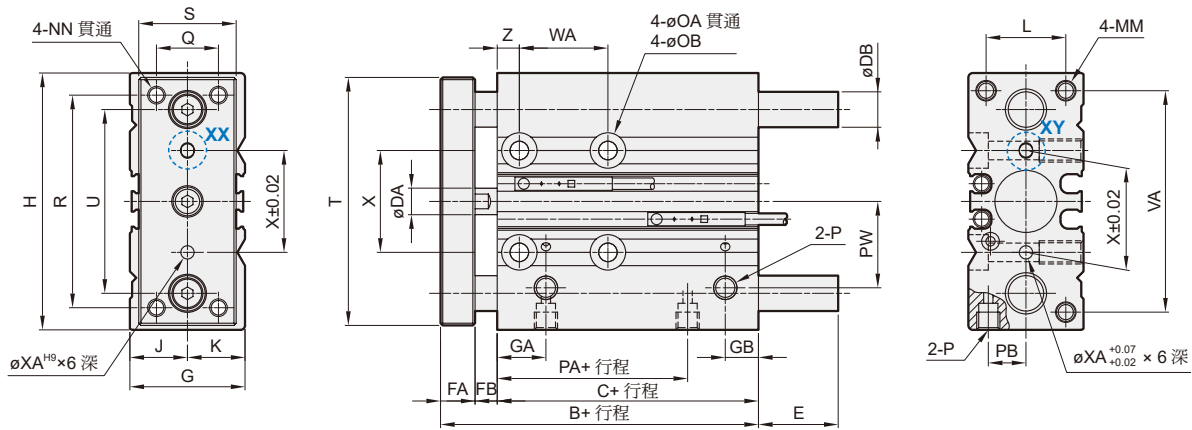 S
4-NN 貫通
Q
XX
H
R
U
X±0.02
J
K
G
øXA H9×6 深
Z
WA
4-øOA 貫通
4-øOB
øDB
T
X
øDA
2-P
PW
GA
GB
PA+ 行程
FA
FB
C+ 行程
B+ 行程
E
L
4-MM
XY
X±0.02
VA
2-P
PB
øXA +0.07 +0.02 × 6 深